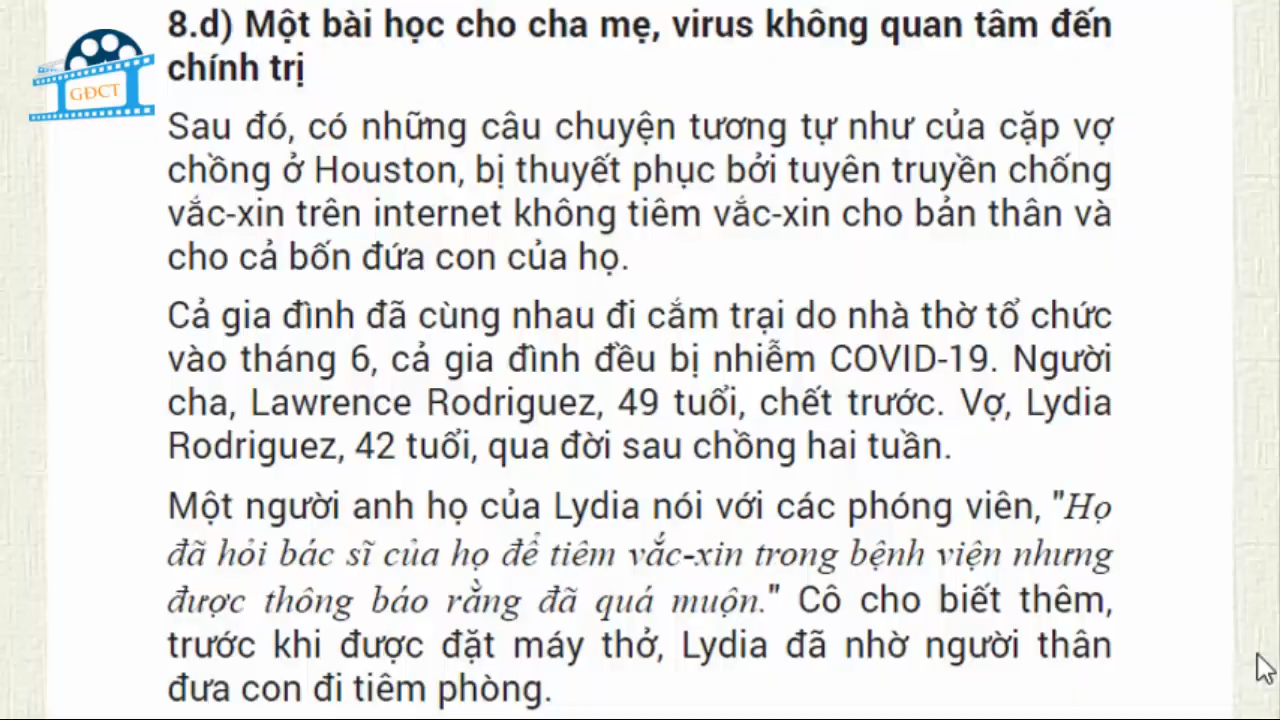 8.d) Một bài học cho cha mẹ, virus không quan tâm đến
chính trị
GĐCT
Sau đó, có những câu chuyện tương tự như của cặp vợ
chồng ở Houston, bị thuyết phục bởi tuyên truyền chống
vắc-xin trên internet không tiêm vắc-xin cho bản thân và
cho cả bốn đứa con của họ.
Cả gia đình đã cùng nhau đi cắm trại do nhà thờ tổ chức
vào tháng 6, cả gia đình đều bị nhiễm COVID-19. Người
cha, Lawrence Rodriguez, 49 tuổi, chết trước. Vợ, Lydia
Rodriguez, 42 tuổi, qua đời sau chồng hai tuần.
Một người anh họ của Lydia nói với các phóng viên, "Họ
đã hỏi bác sĩ của họ để tiêm vắc-xin trong bệnh viện nhưng
được thông báo rằng đã quá muộn." Cô cho biết thêm,
trước khi được đặt máy thở, Lydia đã nhờ người thân
đưa con đi tiêm phòng.